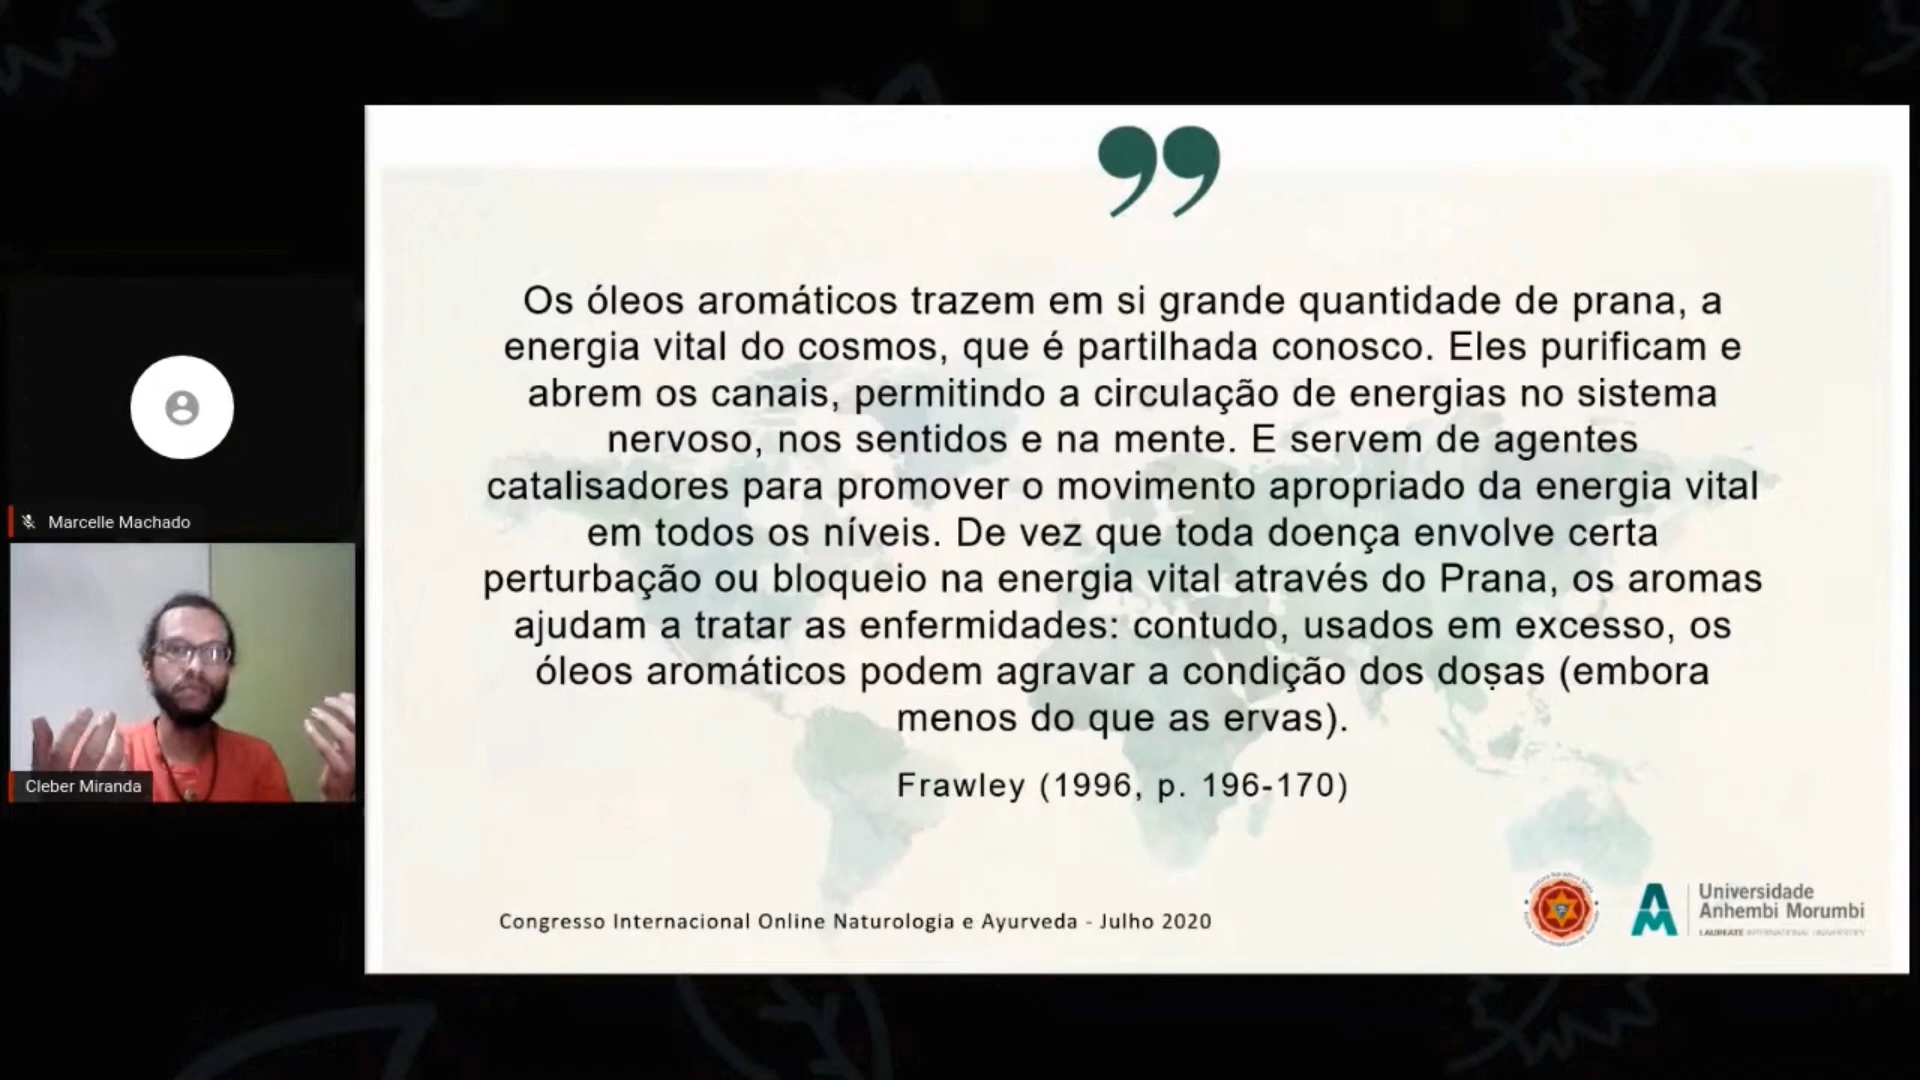 Os óleos aromáticos trazem em si grande quantidade de prana, a
energia vital do cosmos, que é partilhada conosco. Eles purificam e
abrem os canais, permitindo a circulação de energias no sistema
nervoso, nos sentidos e na mente. E servem de agentes
catalisadores para promover o movimento apropriado da energia vital
em todos os níveis. De vez que toda doença envolve certa
perturbação ou bloqueio na energia vital através do Prana, os aromas
ajudam a tratar as enfermidades: contudo, usados em excesso, os
óleos aromáticos podem agravar a condição dos doṣas (embora
menos do que as ervas).
Frawley (1996, p. 196-170)
Marcelle Machado
Cleber Miranda
Congresso Internacional Online Naturologia e Ayurveda - Julho 2020
Universidade
Anhembi Morumbi
LAUREATE INTERNATIONAL UNIVERSITIES